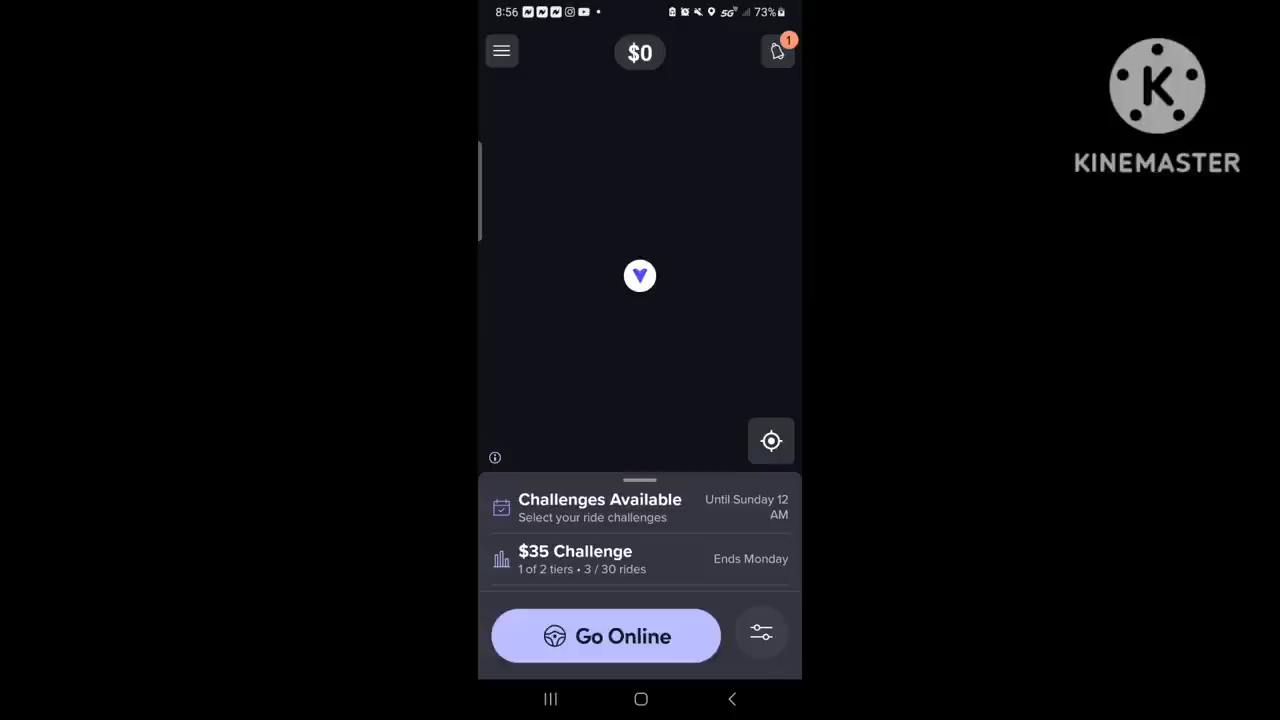 8:56
5G
73%
$0
1
K
KINEMASTER
Challenges Available
Select your ride challenges
Until Sunday 12
AM
$35 Challenge
1 of 2 tiers • 3 / 30 rides
Ends Monday
Go Online